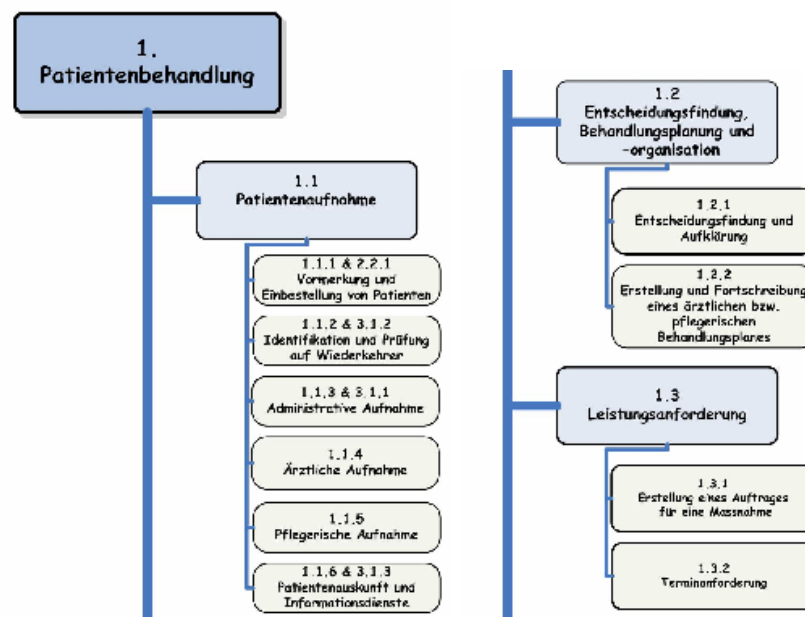 1.
Patientenbehandlung
1.1
Patientenaufnahme
1.1.1 & 2.2.1
Vormerkung und
Einbestellung von Patienten
1.1.2 & 3.1.2
Identifikation und Prüfung
auf Wiederkehrer
1.1.3 & 3.1.1
Administrative Aufnahme
1.1.4
Ärztliche Aufnahme
1.1.5
Pflegerische Aufnahme
1.1.6 & 3.1.3
Patientenauskunft und
Informationsdienste
1.2
Entscheidungsfindung,
Behandlungsplanung und
-organisation
1.2.1
Entscheidungsfindung und
Aufklärung
1.2.2
Erstellung und Fortschreibung
eines ärztlichen bzw.
pflegerischen
Behandlungsplanes
1.3
Leistungsanforderung
1.3.1
Erstellung eines Auftrages
für eine Massnahme
1.3.2
Terminanforderung